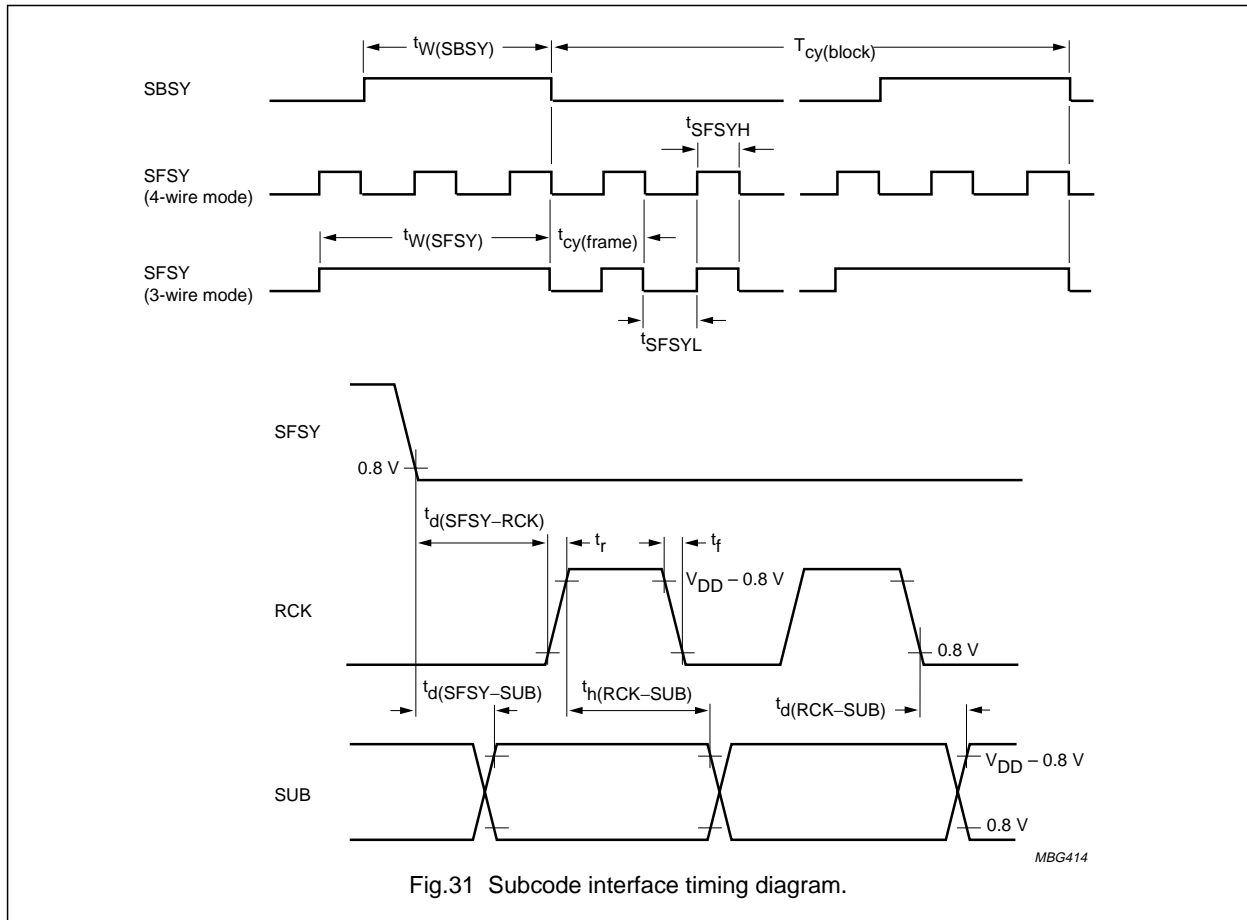 tW(SBSY)
Tcy(block)
SBSY
tSFSYH
SFSY
(4-wire mode)
tW(SFSY)
tcy(frame)
SFSY
(3-wire mode)
tSFSYL
SFSY
0.8 V
td(SFSY–RCK)
tr
tf
VDD – 0.8 V
RCK
0.8 V
td(SFSY–SUB)
th(RCK–SUB)
td(RCK–SUB)
VDD – 0.8 V
SUB
0.8 V
MBG414
Fig.31 Subcode interface timing diagram.